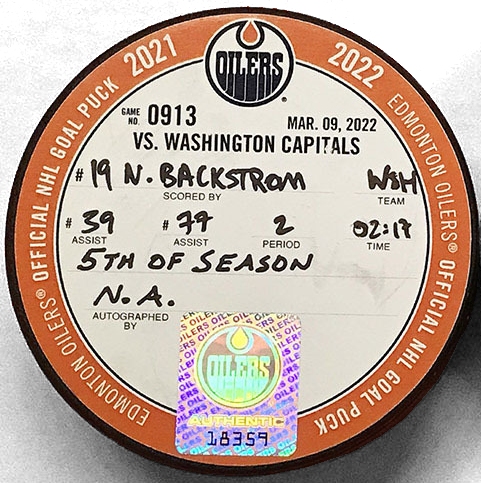 2021
2022
OFFICIAL NHL GOAL PUCK
EDMONTON OILERS® OFFICIAL NHL GOAL PUCK
EDMONTON OILERS®
OILERS®
GAME NO. 0913
MAR. 09, 2022
VS. WASHINGTON CAPITALS
#19 N. BACKSTROM WSH
SCORED BY TEAM
#39 #77 2 02:17
ASSIST ASSIST PERIOD TIME
5TH OF SEASON
N.A.
AUTOGRAPHED BY
OILERS
AUTHENTIC
18359